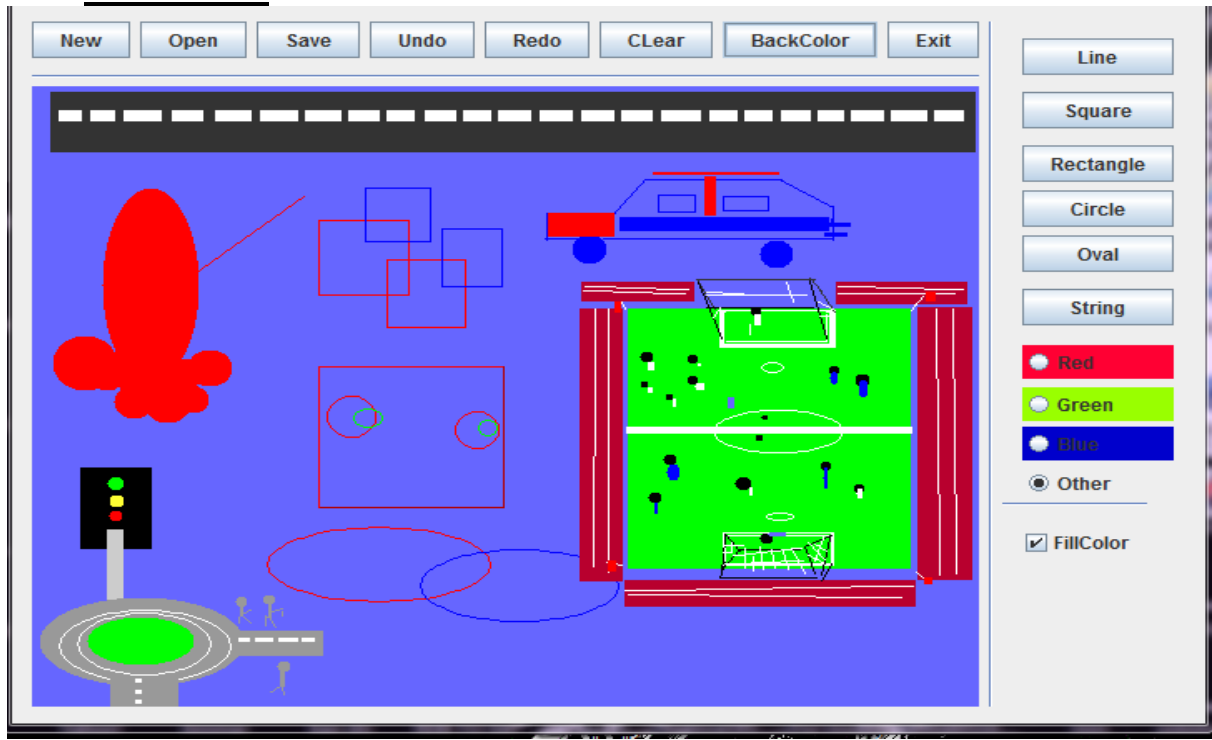 New Open Save Undo Redo CLear BackColor Exit
Line
Square
Rectangle
Circle
Oval
String
Red
Green
Blue
Other
FillColor